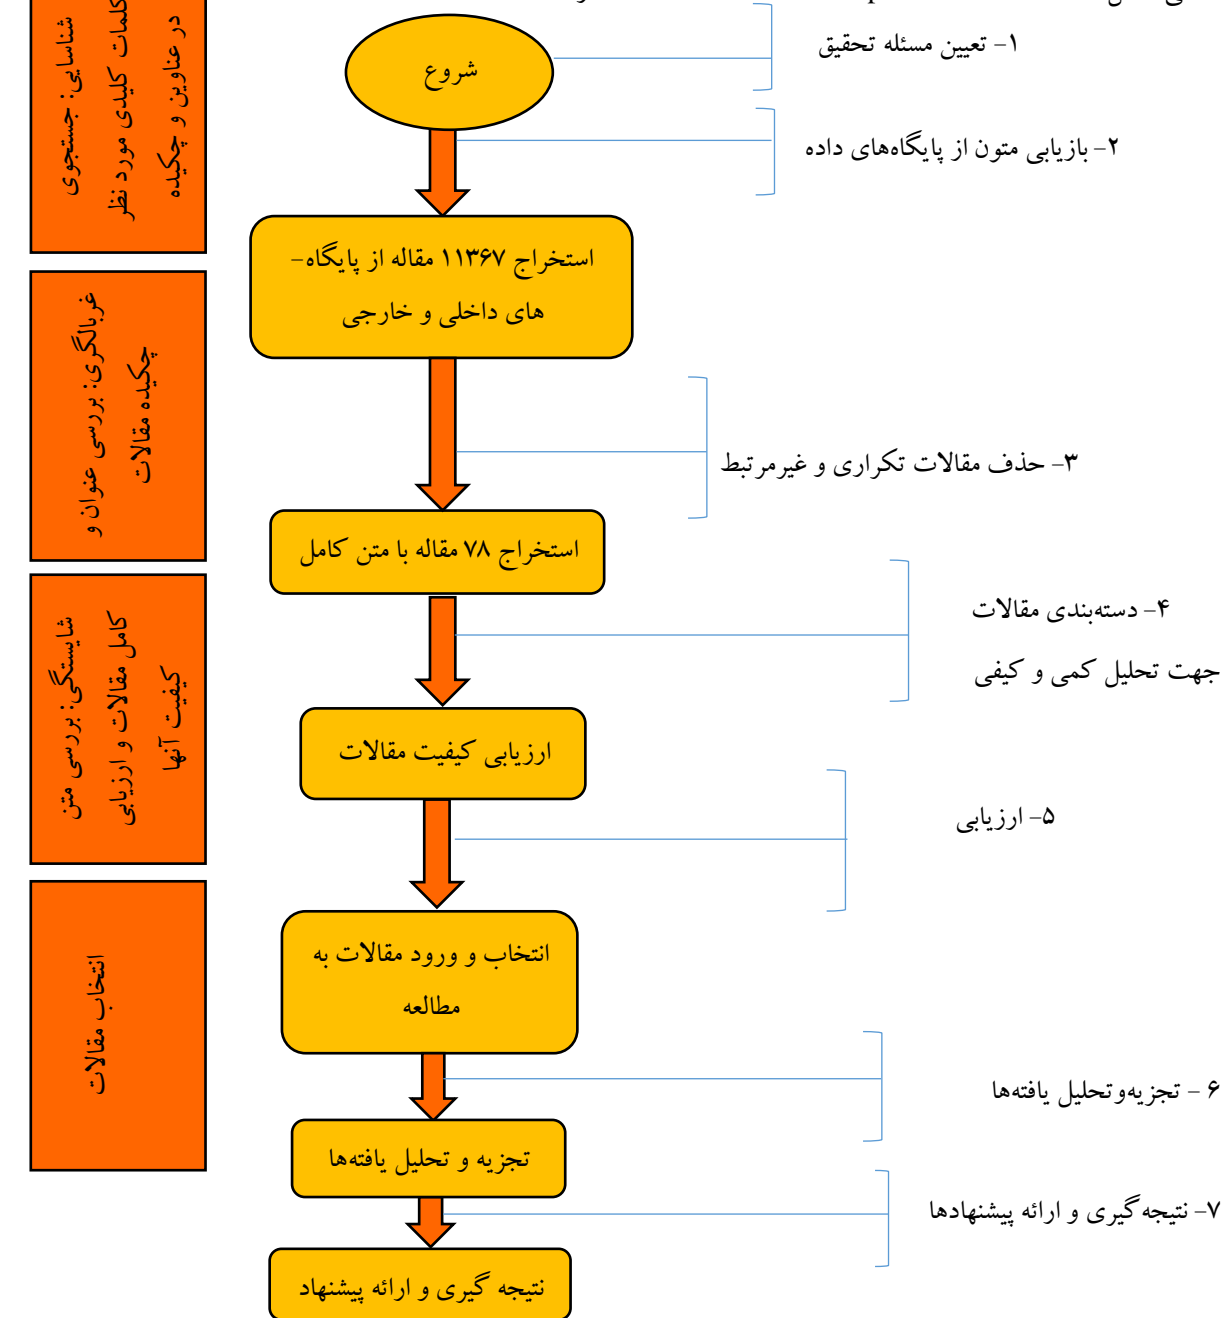 ۱- تعیین مسئله تحقیق
شروع
۲- بازیابی متون از پایگاه‌های داده
استخراج ۱۱۳۶۷ مقاله از پایگاه-
های داخلی و خارجی
۳- حذف مقالات تکراری و غیرمرتبط
استخراج ۷۸ مقاله با متن کامل
۴- دسته‌بندی مقالات
جهت تحلیل کمی و کیفی
ارزیابی کیفیت مقالات
۵- ارزیابی
انتخاب و ورود مقالات به
مطالعه
۶ - تجزیه‌وتحلیل یافته‌ها
تجزیه و تحلیل یافته‌ها
۷- نتیجه‌گیری و ارائه پیشنهادها
نتیجه گیری و ارائه پیشنهاد
شناسایی: جستجوی
کلمات کلیدی مورد نظر
در عناوین و چکیده
غربالگری: بررسی عنوان و
چکیده مقالات
شایستگی: بررسی متن
کامل مقالات و ارزیابی
کیفیت آنها
انتخاب مقالات